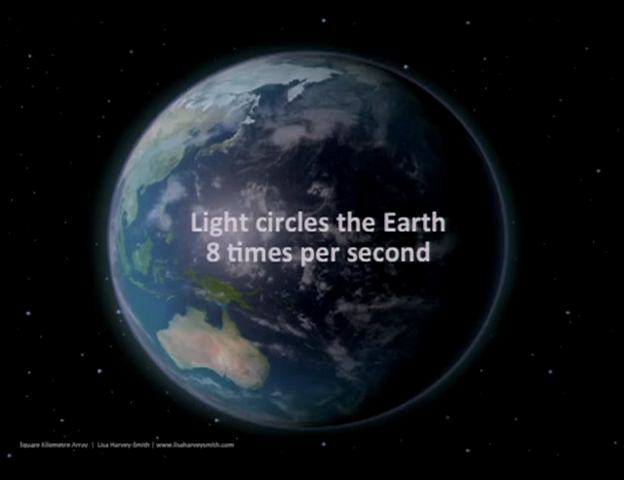 Light circles the Earth
8 times per second
Square Kilometre Array | Lisa Harvey-Smith | www.lisaharveysmith.com